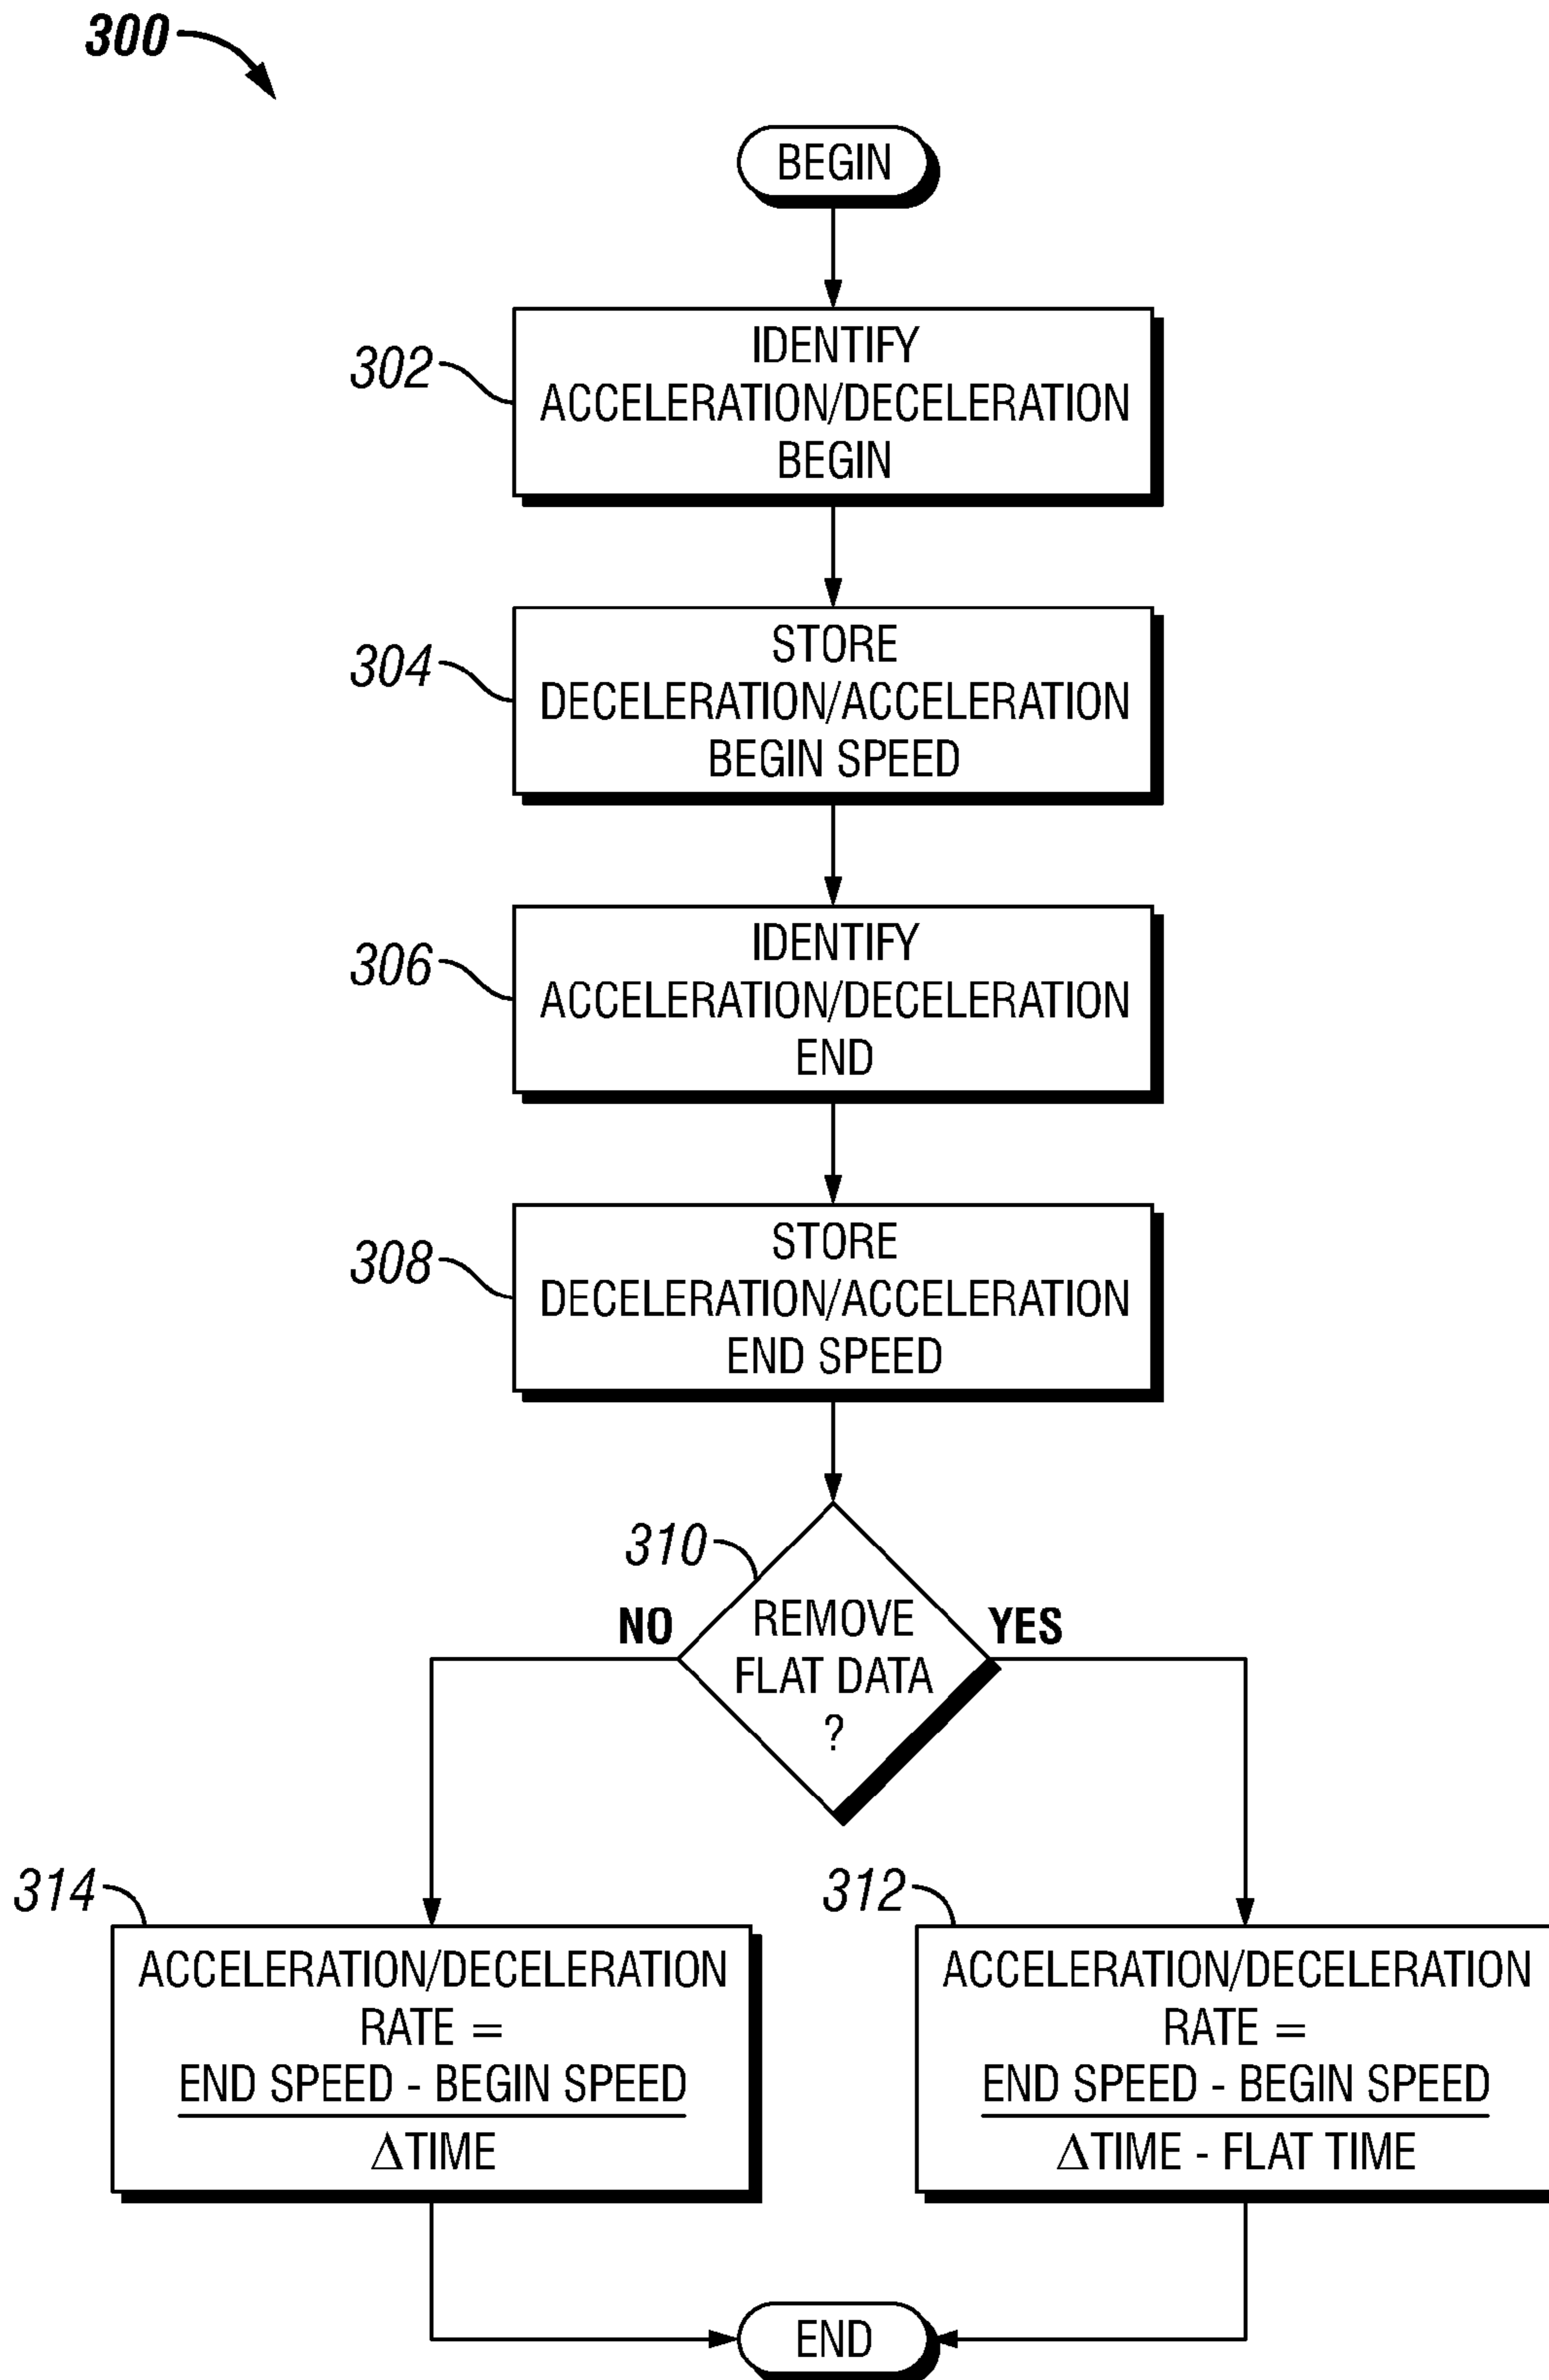 300
BEGIN
302
IDENTIFY
ACCELERATION/DECELERATION
BEGIN
304
STORE
DECELERATION/ACCELERATION
BEGIN SPEED
306
IDENTIFY
ACCELERATION/DECELERATION
END
308
STORE
DECELERATION/ACCELERATION
END SPEED
310
REMOVE
FLAT DATA
?
NO
YES
314
ACCELERATION/DECELERATION
RATE =
END SPEED - BEGIN SPEED
ΔTIME
312
ACCELERATION/DECELERATION
RATE =
END SPEED - BEGIN SPEED
ΔTIME - FLAT TIME
END